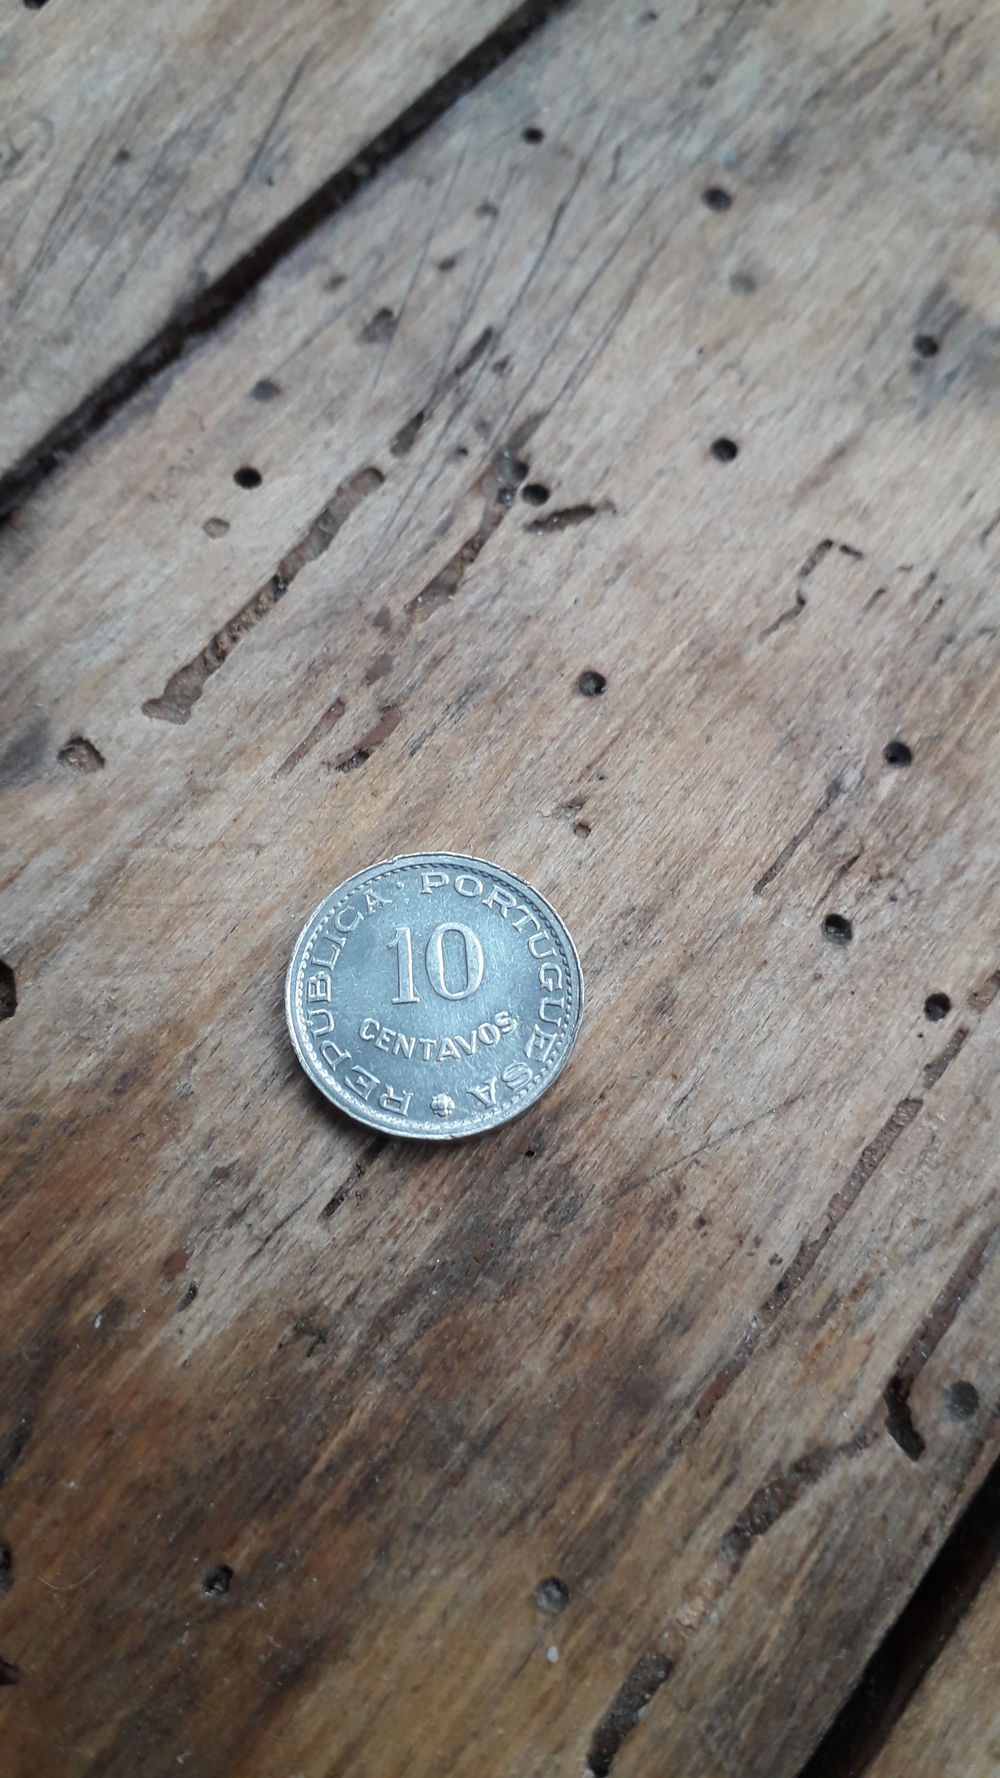 REPUBLICA · PORTUGUESA
10
CENTAVOS